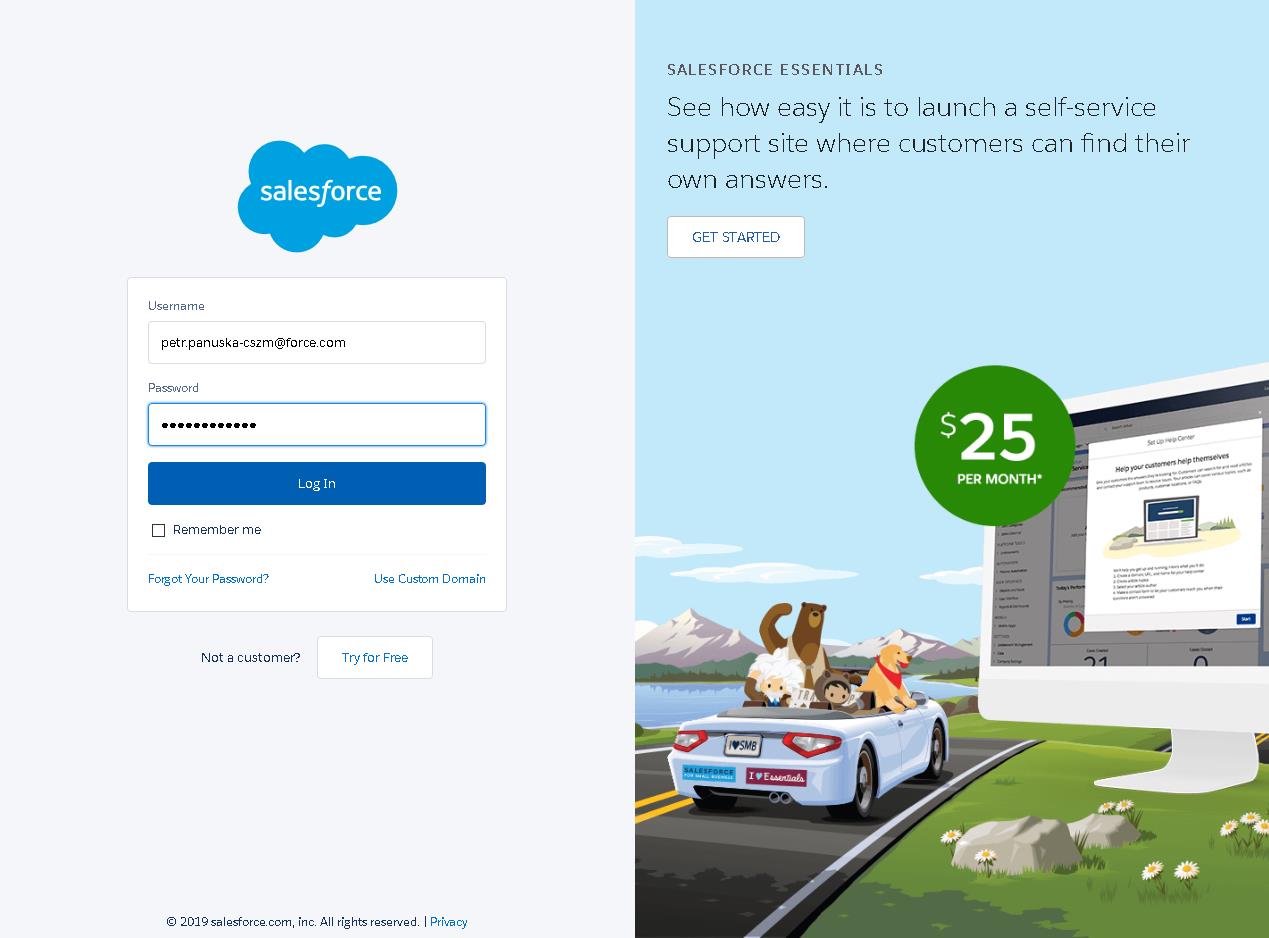 salesforce
Username
petr.panuska-cszm@force.com
Password
Log In
Remember me
Forgot Your Password?
Use Custom Domain
Not a customer?
Try for Free
© 2019 salesforce.com, inc. All rights reserved. | Privacy
SALESFORCE ESSENTIALS
See how easy it is to launch a self-service
support site where customers can find their
own answers.
GET STARTED
$25
PER MONTH*
Set Up Help Center
Help your customers help themselves
Start
21
0
I♥SMB
SALESFORCE
FOR SMALL BUSINESS
I ♥ Essentials